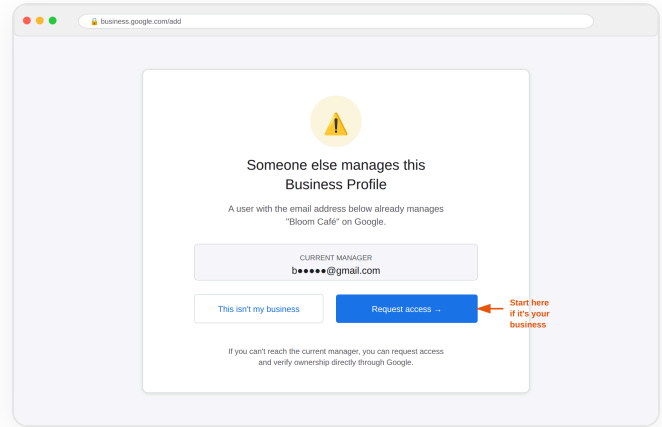 business.google.com/add
Someone else manages this
Business Profile
A user with the email address below already manages
"Bloom Café" on Google.
CURRENT MANAGER
b●●●●●@gmail.com
This isn't my business
Request access →
Start here
if it's your
business
If you can't reach the current manager, you can request access
and verify ownership directly through Google.